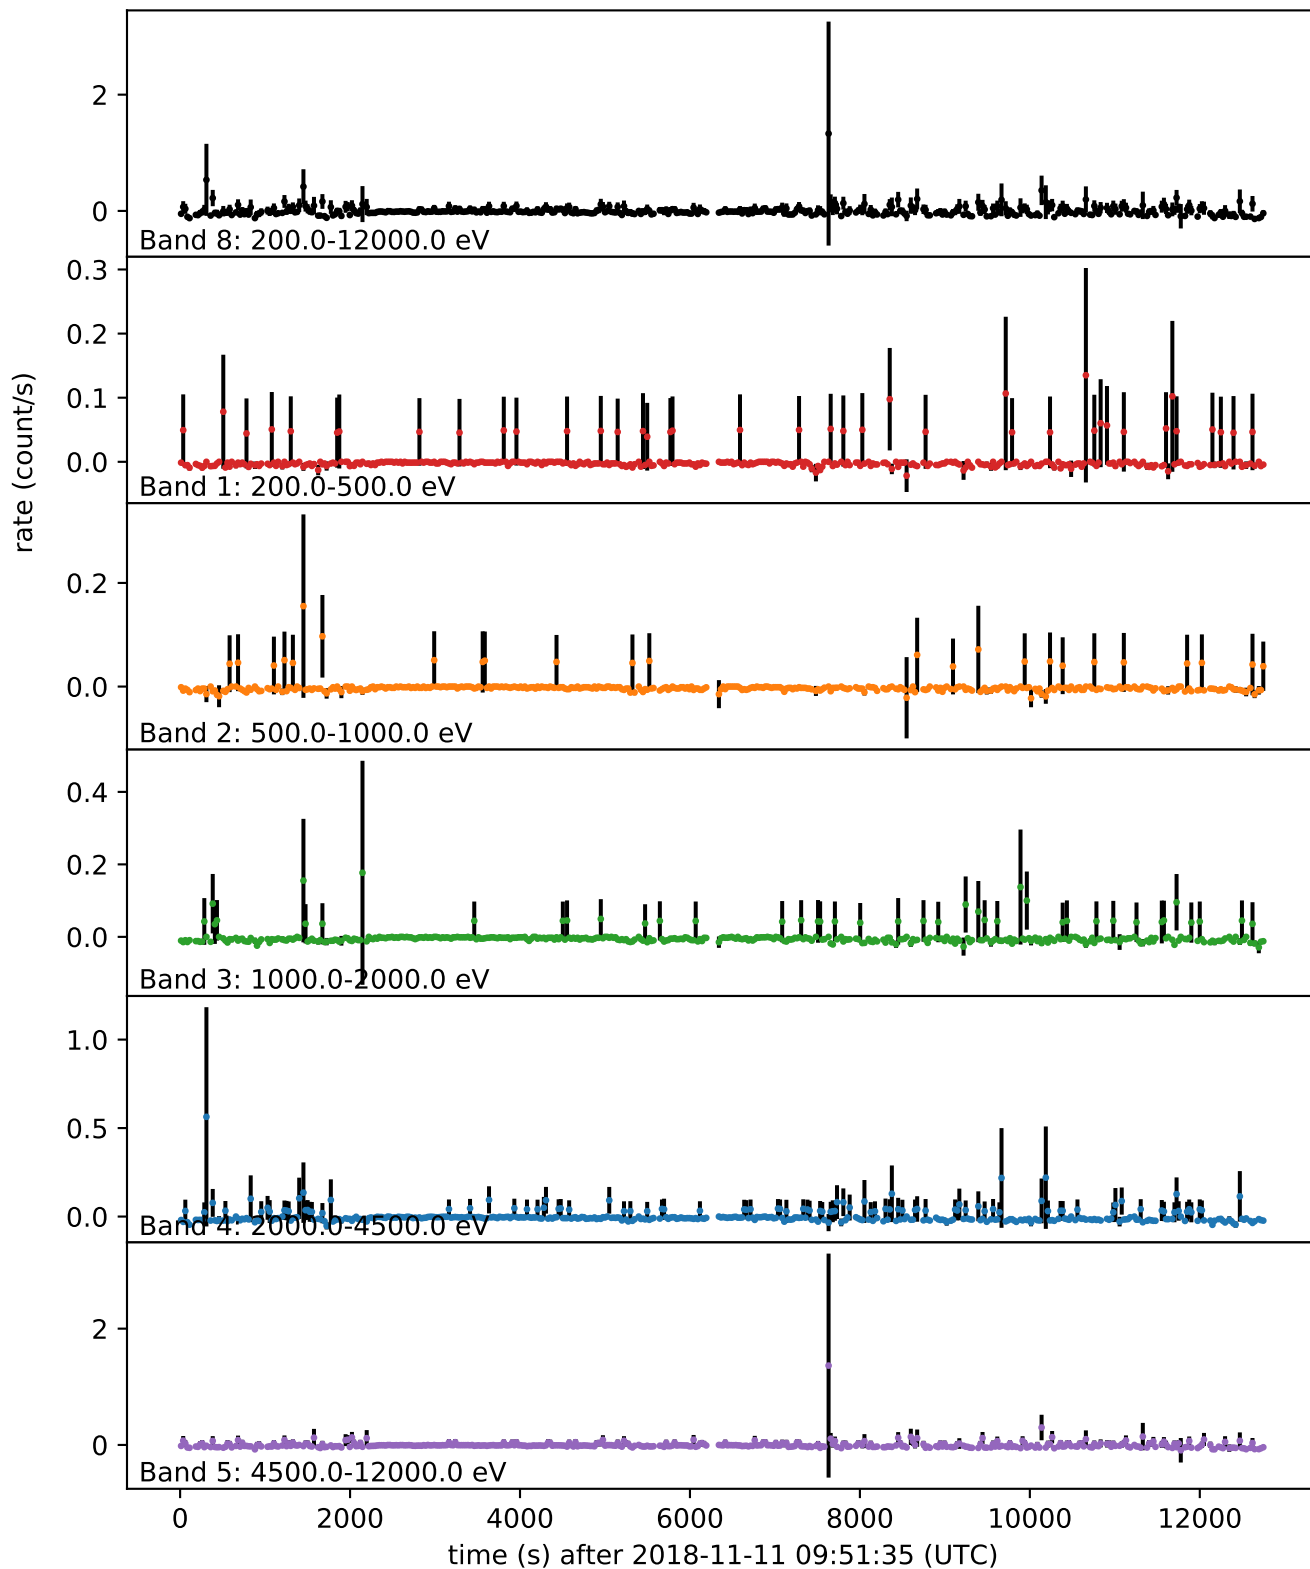 2
0
Band 8: 200.0-12000.0 eV
0.3
0.2
0.1
0.0
Band 1: 200.0-500.0 eV
rate (count/s)
0.2
0.0
Band 2: 500.0-1000.0 eV
0.4
0.2
0.0
Band 3: 1000.0-2000.0 eV
1.0
0.5
0.0
Band 4: 2000.0-4500.0 eV
2
0
Band 5: 4500.0-12000.0 eV
0 2000 4000 6000 8000 10000 12000
time (s) after 2018-11-11 09:51:35 (UTC)